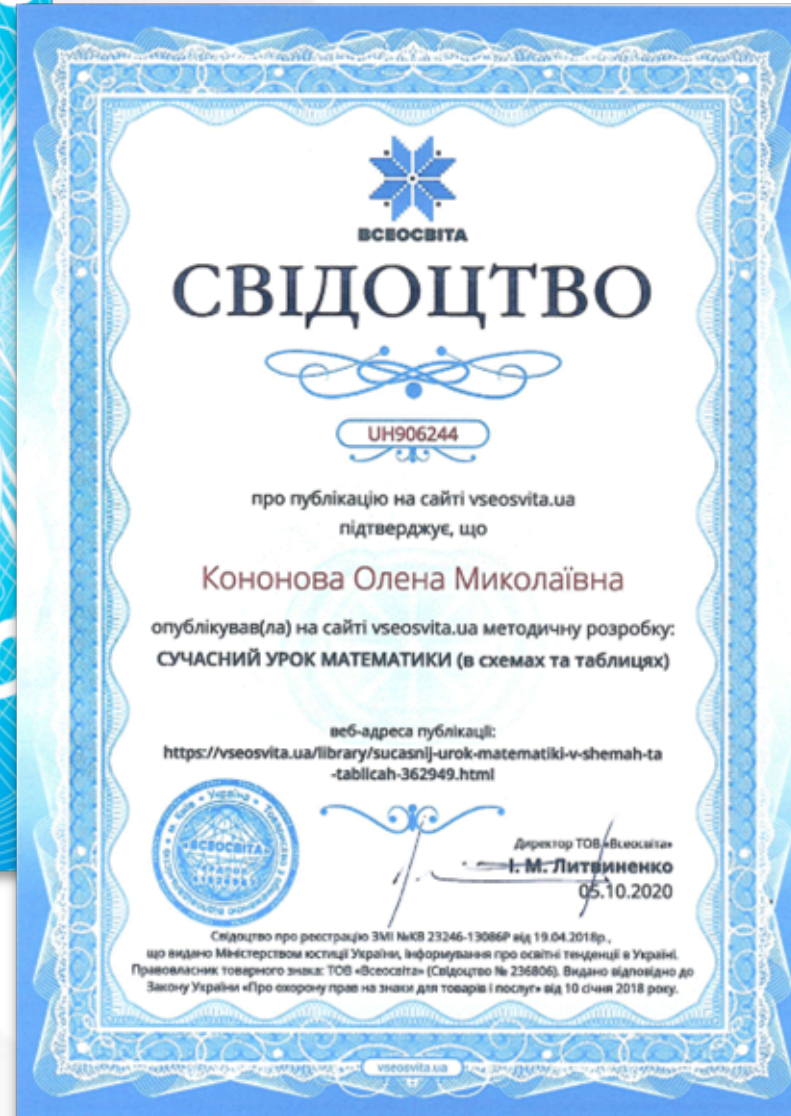 ВСЕОСВІТА
СВІДОЦТВО
UH906244
про публікацію на сайті vseosvita.ua
підтверджує, що
Кононова Олена Миколаївна
опублікував(ла) на сайті vseosvita.ua методичну розробку:
СУЧАСНИЙ УРОК МАТЕМАТИКИ (в схемах та таблицях)
веб-адреса публікації:
https://vseosvita.ua/library/sucasnij-urok-matematiki-v-shemah-ta
-tablicah-362949.html
м. Київ • Україна •
«ВСЕОСВІТА»
Директор ТОВ «Всеосвіта»
І. М. Литвиненко
05.10.2020
Свідоцтво про реєстрацію ЗМІ №КВ 23246-13086Р від 19.04.2018р.,
що видано Міністерством юстиції України, інформування про освітні тенденції в Україні.
Правовласник товарного знака: ТОВ «Всеосвіта» (Свідоцтво № 236806). Видано відповідно до
Закону України «Про охорону прав на знаки для товарів і послуг» від 10 січня 2018 року.
vseosvita.ua